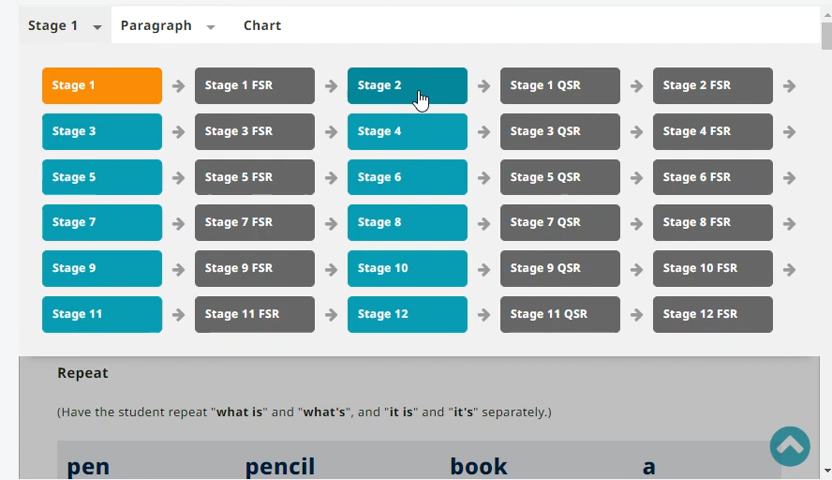 Stage 1 Paragraph Chart
Stage 1 Stage 1 FSR Stage 2 Stage 1 QSR Stage 2 FSR
Stage 3 Stage 3 FSR Stage 4 Stage 3 QSR Stage 4 FSR
Stage 5 Stage 5 FSR Stage 6 Stage 5 QSR Stage 6 FSR
Stage 7 Stage 7 FSR Stage 8 Stage 7 QSR Stage 8 FSR
Stage 9 Stage 9 FSR Stage 10 Stage 9 QSR Stage 10 FSR
Stage 11 Stage 11 FSR Stage 12 Stage 11 QSR Stage 12 FSR
Repeat
(Have the student repeat "what is" and "what's", and "it is" and "it's" separately.)
pen pencil book a